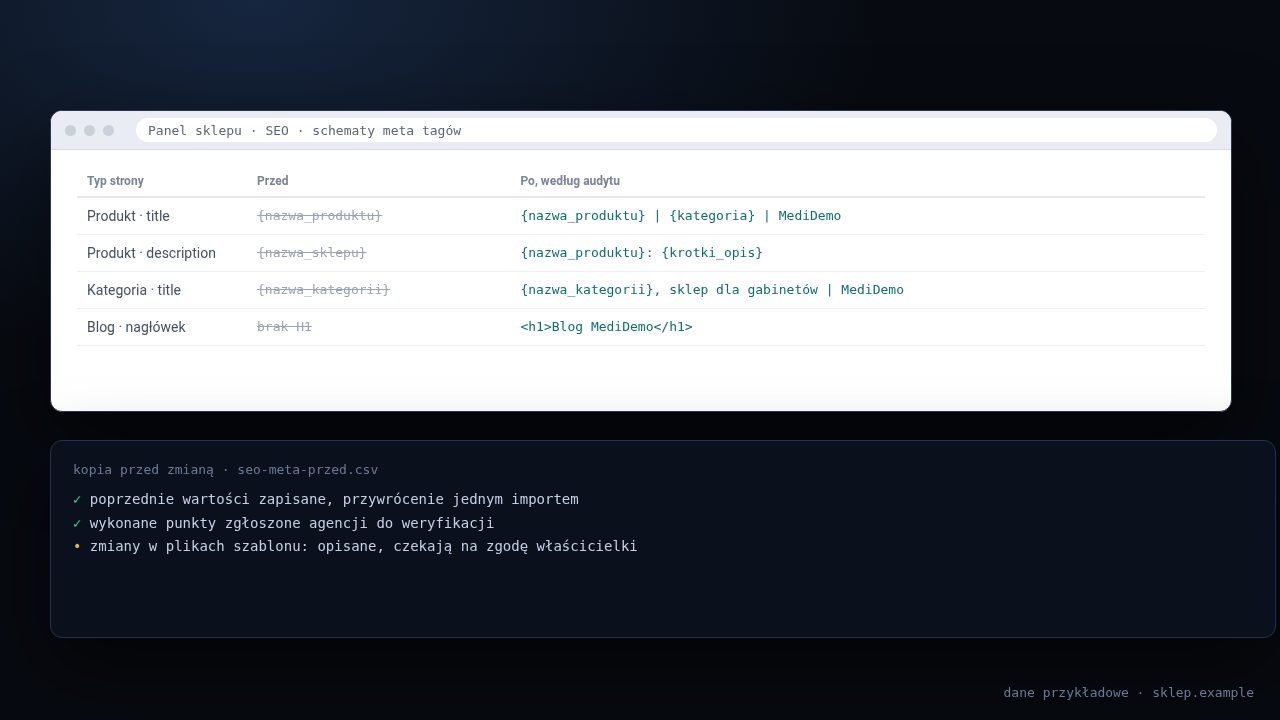 Panel sklepu · SEO · schematy meta tagów
Typ strony Przed Po, według audytu
Produkt · title {nazwa_produktu} {nazwa_produktu} | {kategoria} | MediDemo
Produkt · description {nazwa_sklepu} {nazwa_produktu}: {krotki_opis}
Kategoria · title {nazwa_kategorii} {nazwa_kategorii}, sklep dla gabinetów | MediDemo
Blog · nagłówek brak H1 <h1>Blog MediDemo</h1>
kopia przed zmianą · seo-meta-przed.csv
✓ poprzednie wartości zapisane, przywrócenie jednym importem
✓ wykonane punkty zgłoszone agencji do weryfikacji
• zmiany w plikach szablonu: opisane, czekają na zgodę właścicielki
dane przykładowe · sklep.example